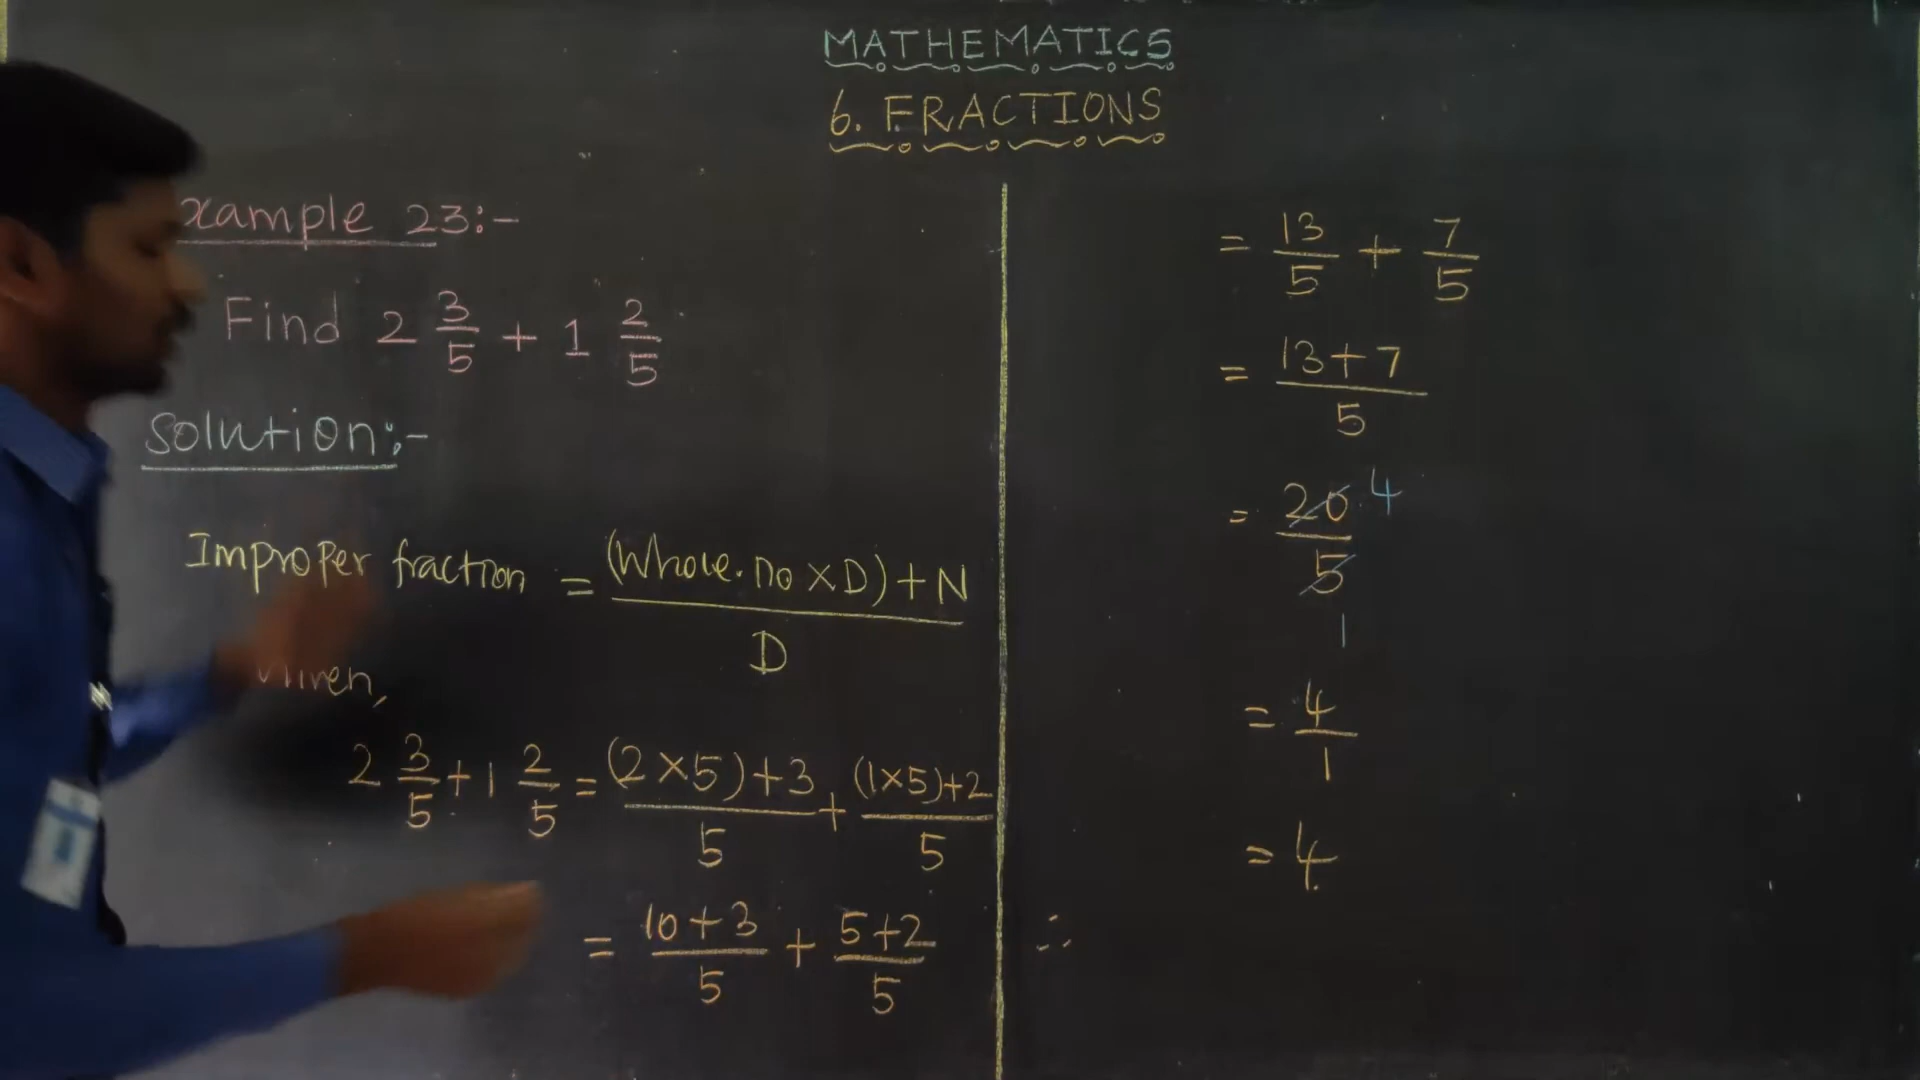 MATHEMATICS
6. FRACTIONS
xample 23:-
Find 2 3/5 + 1 2/5
Solution:-
Improper fraction = (Whole.no × D) + N / D
Given,
2 3/5 + 1 2/5 = (2 × 5) + 3 / 5 + (1×5)+2 / 5
= 10 + 3 / 5 + 5+2 / 5
= 13/5 + 7/5
= 13 + 7 / 5
= 20/5 4
1
= 4/1
= 4
∴